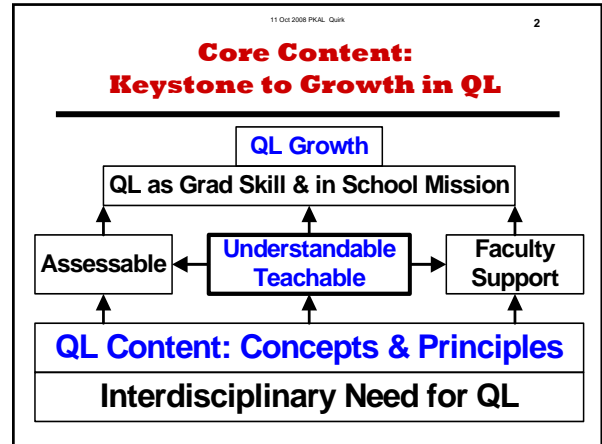 11 Oct 2008 PKAL Quirk
2
Core Content:
Keystone to Growth in QL
QL Growth
QL as Grad Skill & in School Mission
Assessable
Understandable
Teachable
Faculty
Support
QL Content: Concepts & Principles
Interdisciplinary Need for QL